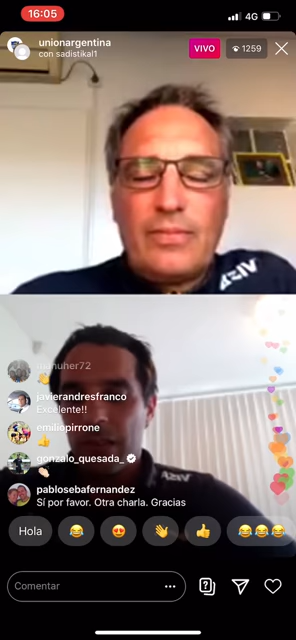 16:05
4G
unionargentina
con sadistikal1
VIVO
1259
VISA
javierandresfranco
Excelente!!
emiliopirrone
gonzalo_quesada_
pablosebafernandez
Sí por favor. Otra charla. Gracias
Hola
Comentar